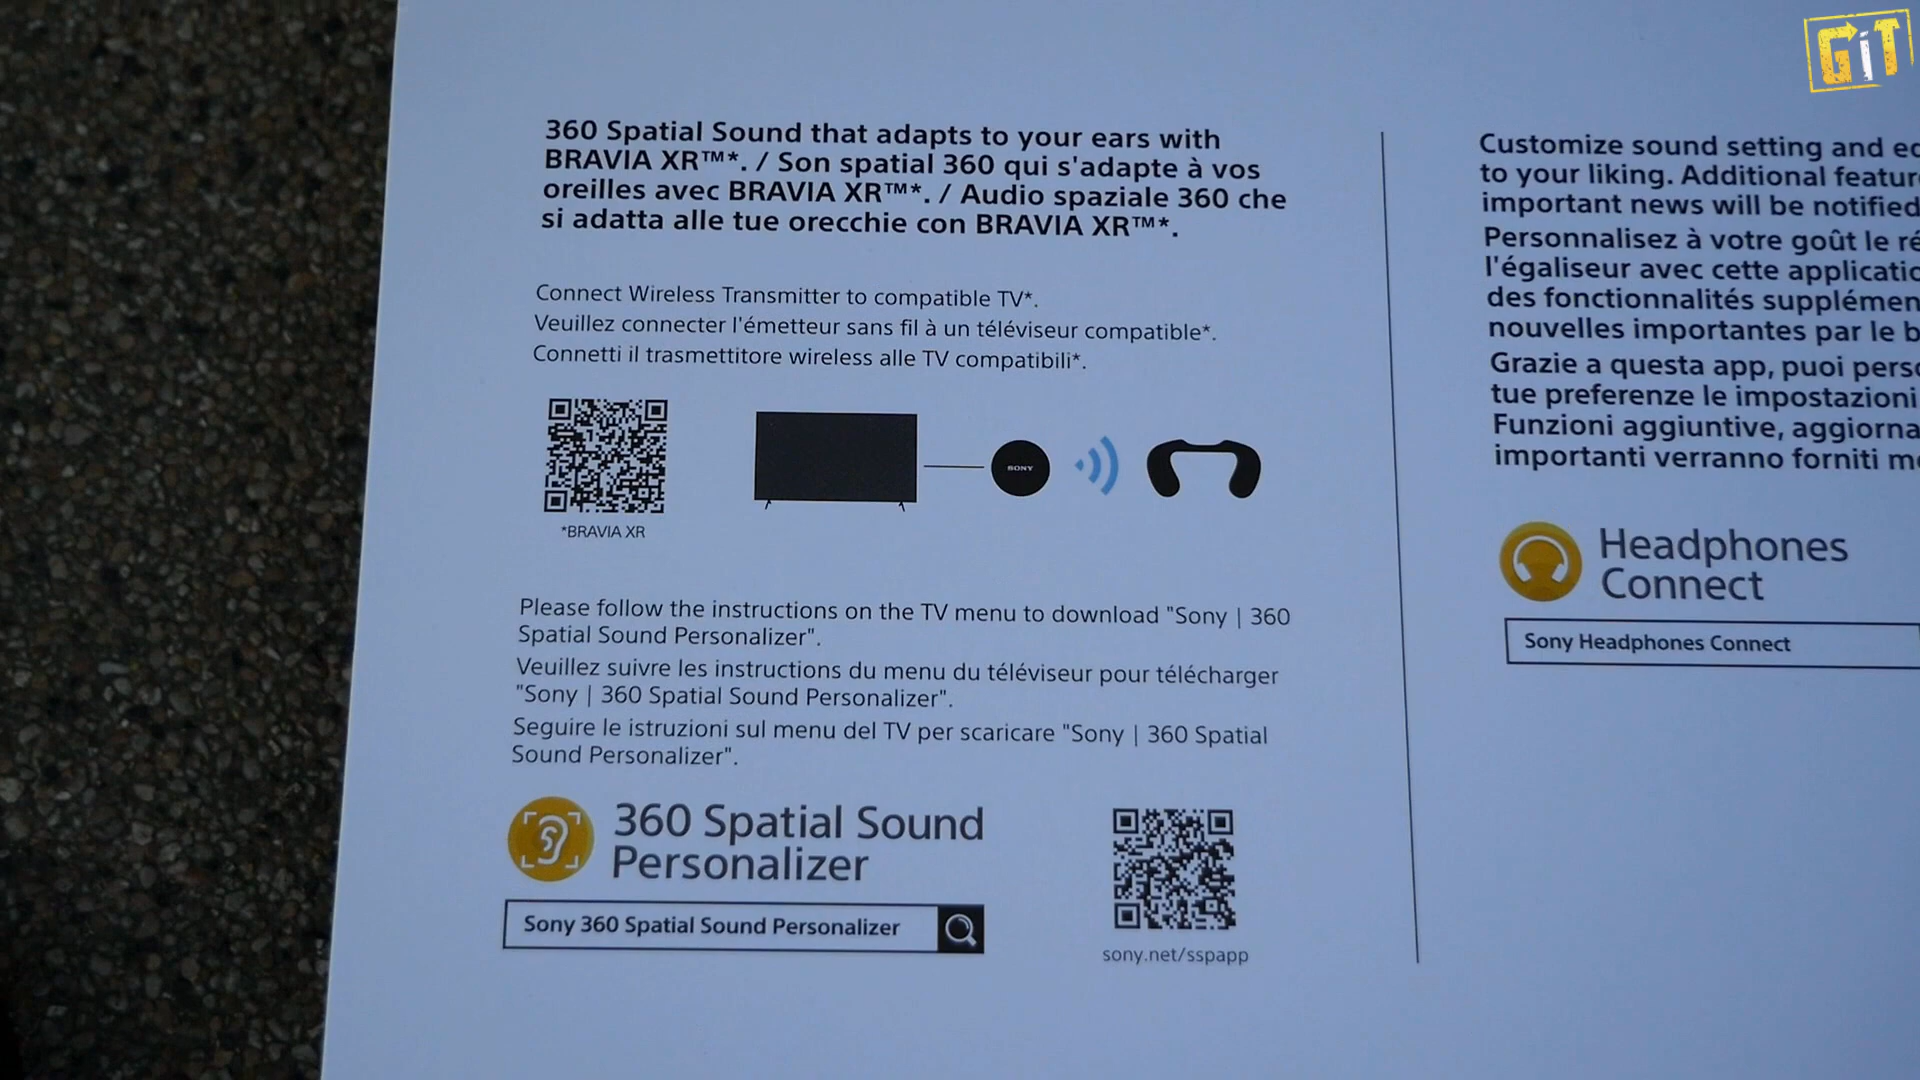 GiT
360 Spatial Sound that adapts to your ears with
BRAVIA XR™*. / Son spatial 360 qui s'adapte à vos
oreilles avec BRAVIA XR™*. / Audio spaziale 360 che
si adatta alle tue orecchie con BRAVIA XR™*.
Connect Wireless Transmitter to compatible TV*.
Veuillez connecter l'émetteur sans fil à un téléviseur compatible*.
Connetti il trasmettitore wireless alle TV compatibili*.
SONY
*BRAVIA XR
Please follow the instructions on the TV menu to download "Sony | 360
Spatial Sound Personalizer".
Veuillez suivre les instructions du menu du téléviseur pour télécharger
"Sony | 360 Spatial Sound Personalizer".
Seguire le istruzioni sul menu del TV per scaricare "Sony | 360 Spatial
Sound Personalizer".
360 Spatial Sound
Personalizer
Sony 360 Spatial Sound Personalizer
sony.net/sspapp
Customize sound setting and
to your liking. Additional
important news will be notified
Personnalisez à votre goût le
l'égaliseur avec cette
des fonctionnalités
nouvelles importantes par le
Grazie a questa app, puoi
tue preferenze le impostazioni
Funzioni aggiuntive,
importanti verranno forniti
Headphones
Connect
Sony Headphones Connect